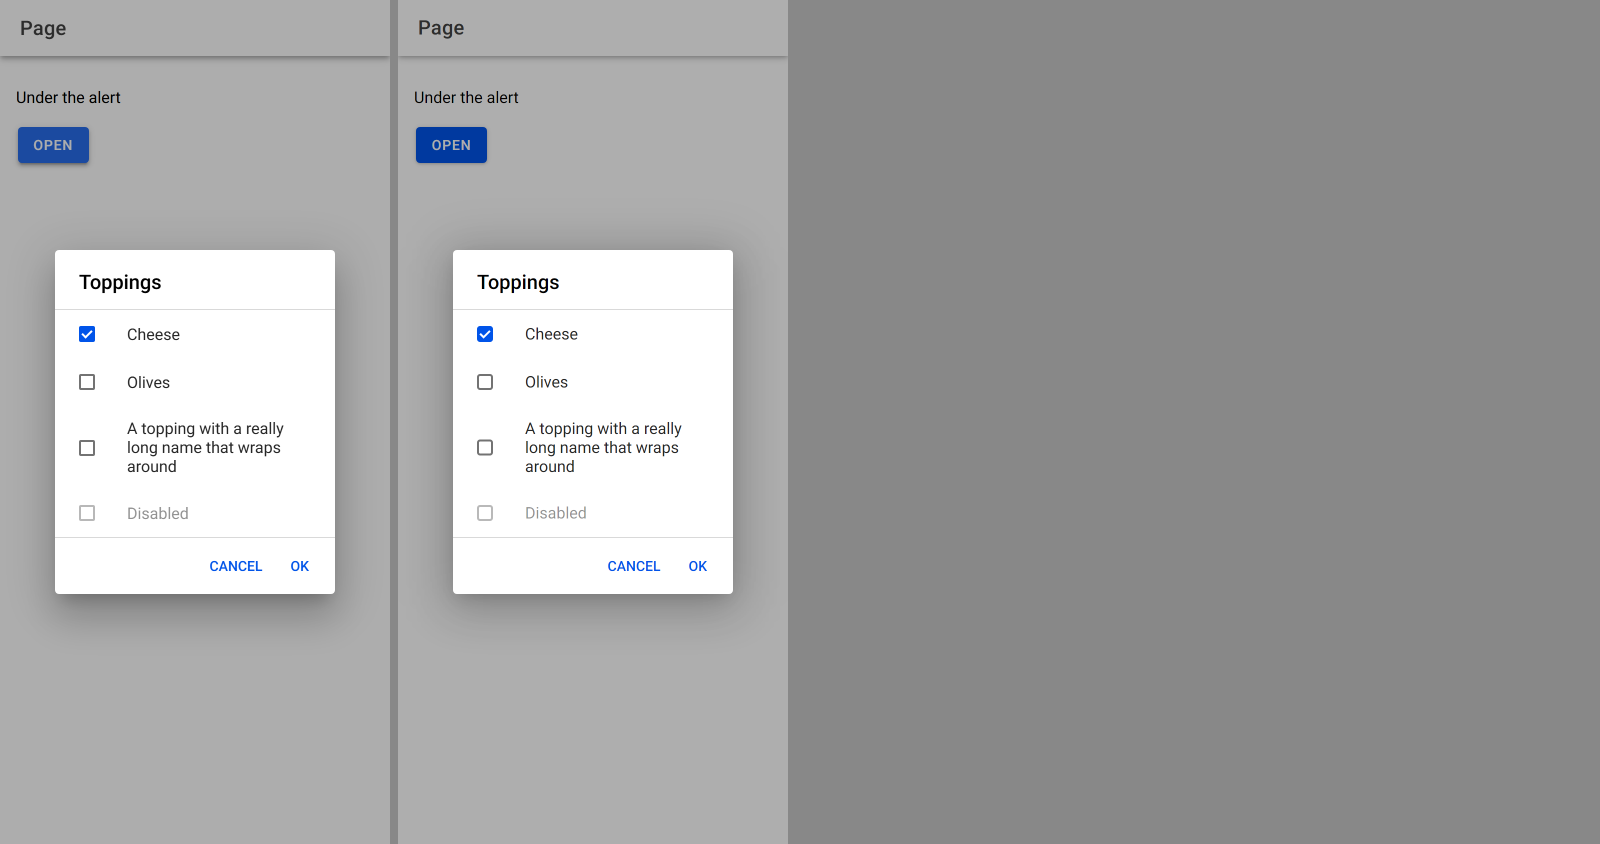 Page
Under the alert
OPEN
Toppings
Cheese
Olives
A topping with a really
long name that wraps
around
Disabled
CANCEL OK
Page
Under the alert
OPEN
Toppings
Cheese
Olives
A topping with a really
long name that wraps
around
Disabled
CANCEL OK